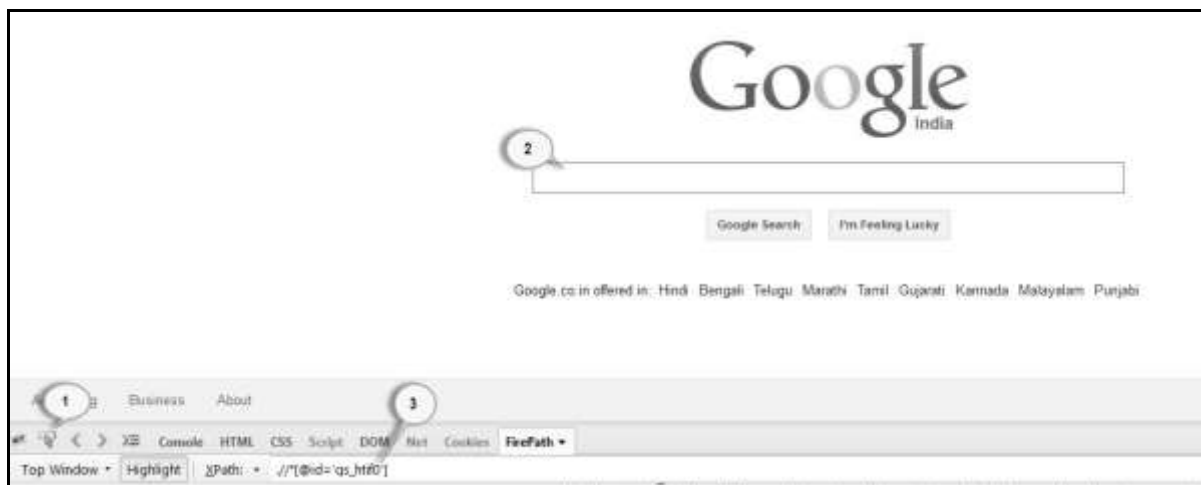 Google
India
2
Google Search I'm Feeling Lucky
Google.co.in offered in: Hindi Bengali Telugu Marathi Tamil Gujarati Kannada Malayalam Punjabi
1 Business About 3
Console HTML CSS Script DOM Net Cookies FirePath
Top Window Highlight XPath: .//*[@id='gs_htif0']